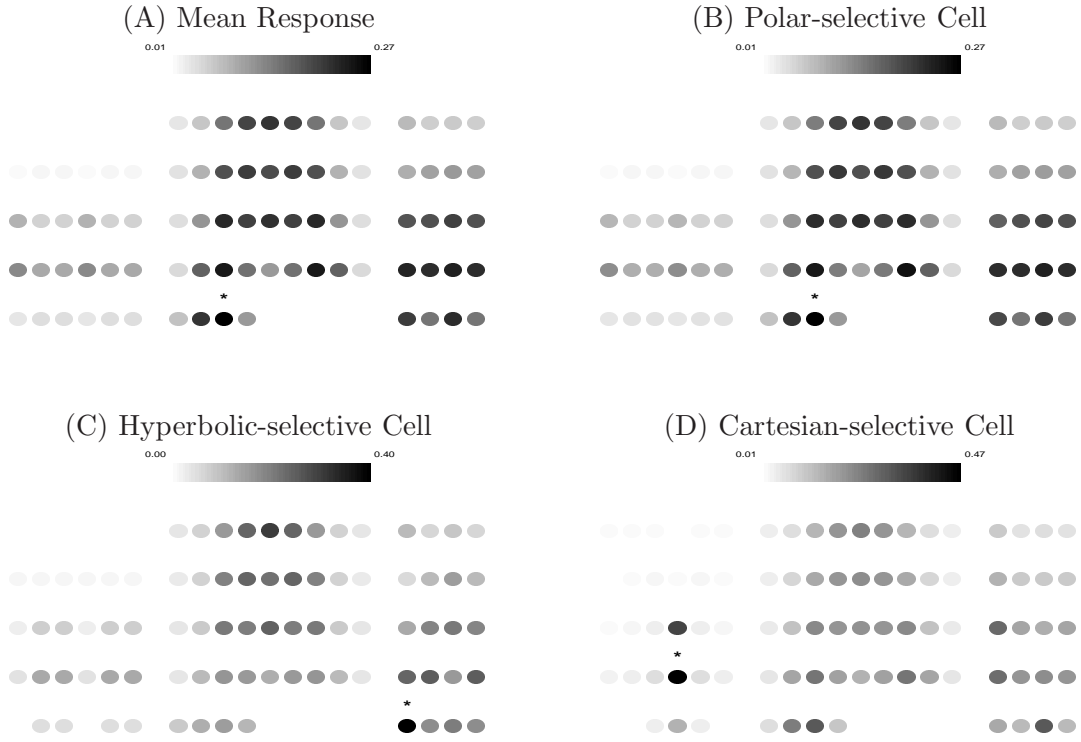 (A) Mean Response
(B) Polar-selective Cell
0.01 0.27
0.01 0.27
*
*
(C) Hyperbolic-selective Cell
(D) Cartesian-selective Cell
0.00 0.40
0.01 0.47
*
*